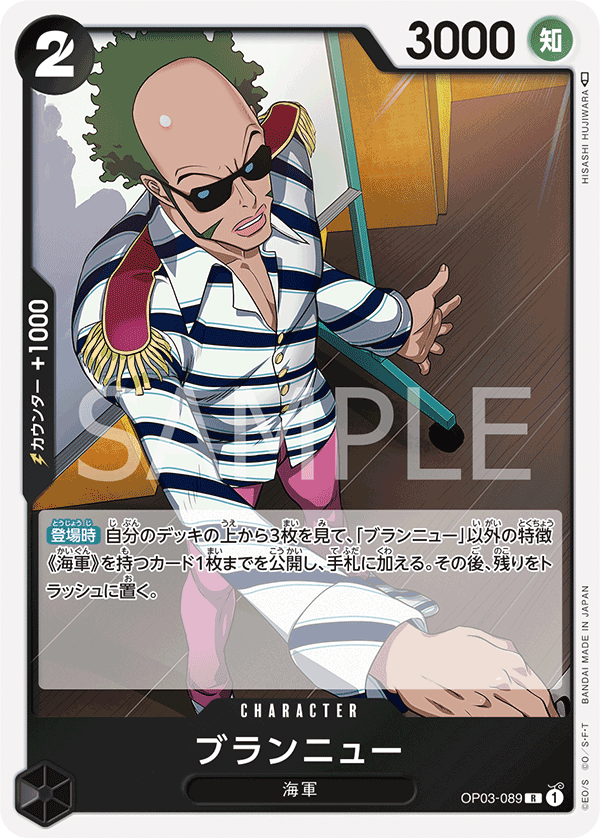 2
3000
知
HISASHI HUJIWARA
カウンター +1000
SAMPLE
登場時 自分のデッキの上から3枚を見て、「ブランニュー」以外の特徴
《海軍》を持つカード1枚までを公開し、手札に加える。その後、残りをト
ラッシュに置く。
CHARACTER
ブランニュー
海軍
OP03-089 R 1
©E.O/S ©O/S・F・T BANDAI MADE IN JAPAN